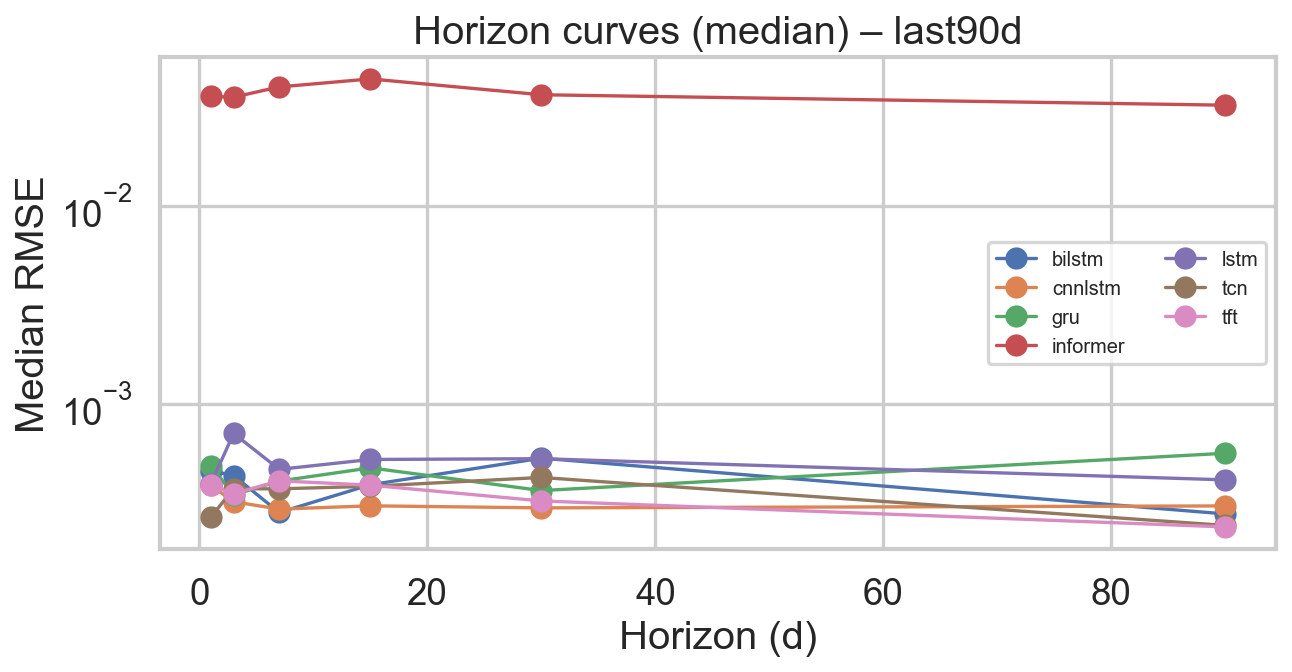 Horizon curves (median) – last90d
Median RMSE
10⁻²
10⁻³
bilstm
cnnlstm
gru
informer
lstm
tcn
tft
0 20 40 60 80
Horizon (d)